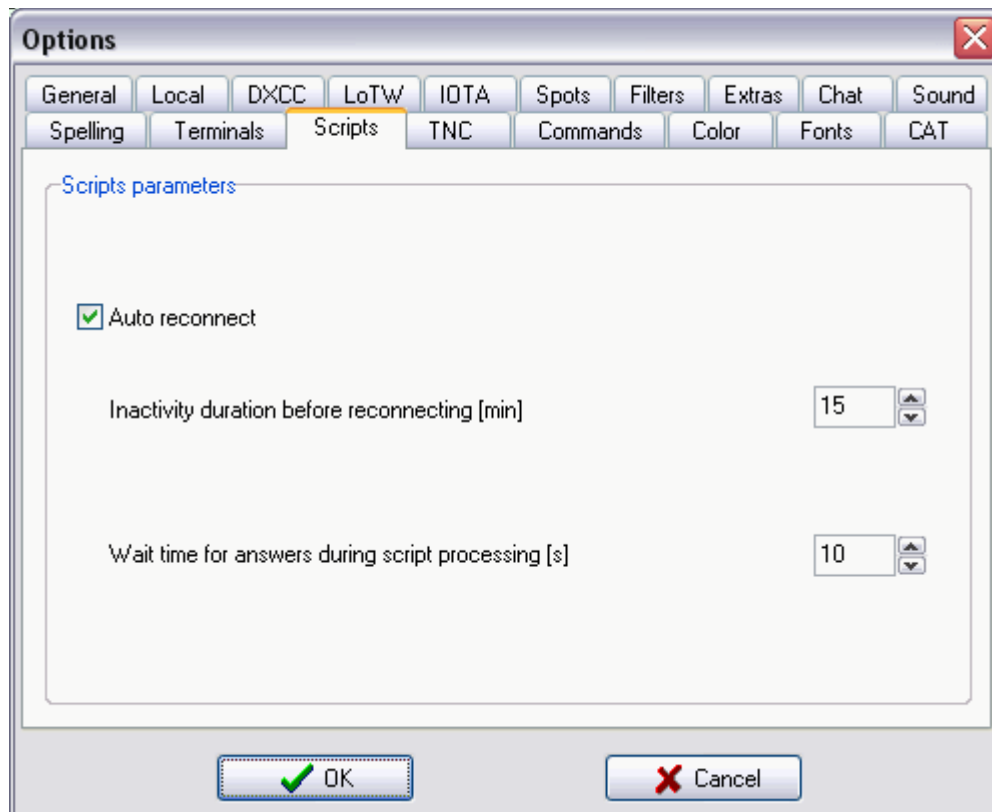 Options
General Local DXCC LoTW IOTA Spots Filters Extras Chat Sound
Spelling Terminals Scripts TNC Commands Color Fonts CAT
Scripts parameters
Auto reconnect
Inactivity duration before reconnecting [min] 15
Wait time for answers during script processing [s] 10
OK Cancel